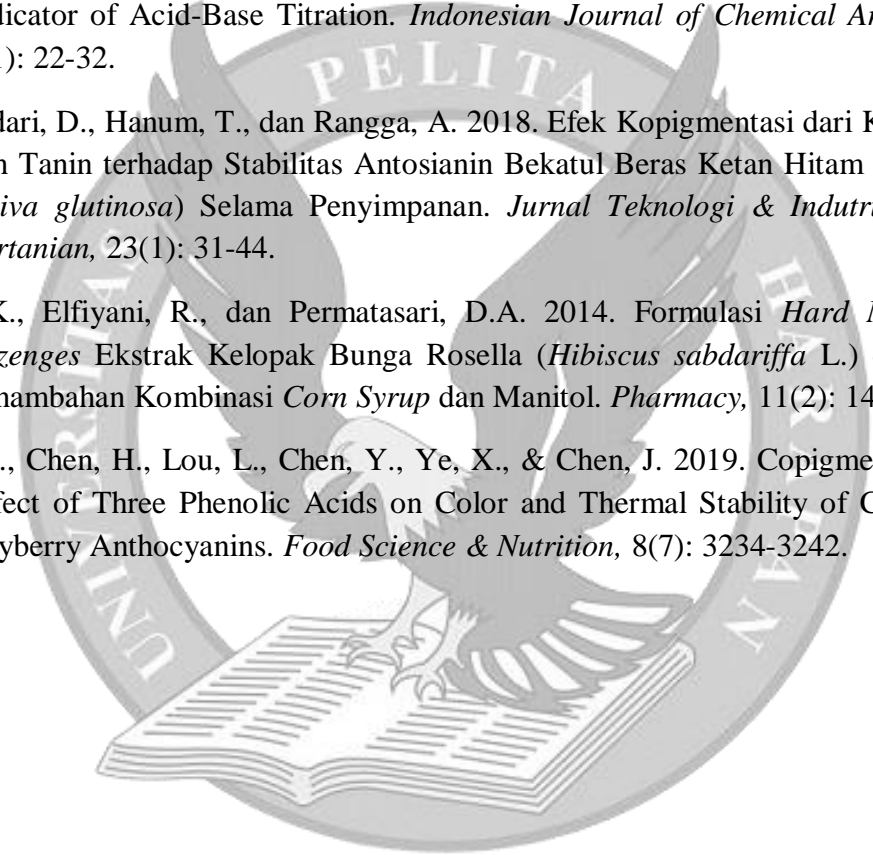 dicator of Acid-Base Titration. Indonesian Journal of Chemical An
1): 22-32.
dari, D., Hanum, T., dan Rangga, A. 2018. Efek Kopigmentasi dari K
n Tanin terhadap Stabilitas Antosianin Bekatul Beras Ketan Hitam
iva glutinosa) Selama Penyimpanan. Jurnal Teknologi & Indutri
rtanian, 23(1): 31-44.
K., Elfiyani, R., dan Permatasari, D.A. 2014. Formulasi Hard
zenges Ekstrak Kelopak Bunga Rosella (Hibiscus sabdariffa L.)
nambahan Kombinasi Corn Syrup dan Manitol. Pharmacy, 11(2): 14
., Chen, H., Lou, L., Chen, Y., Ye, X., & Chen, J. 2019. Copigme
fect of Three Phenolic Acids on Color and Thermal Stability of C
yberry Anthocyanins. Food Science & Nutrition, 8(7): 3234-3242.
UNIVERSITAS PELITA HARAPAN